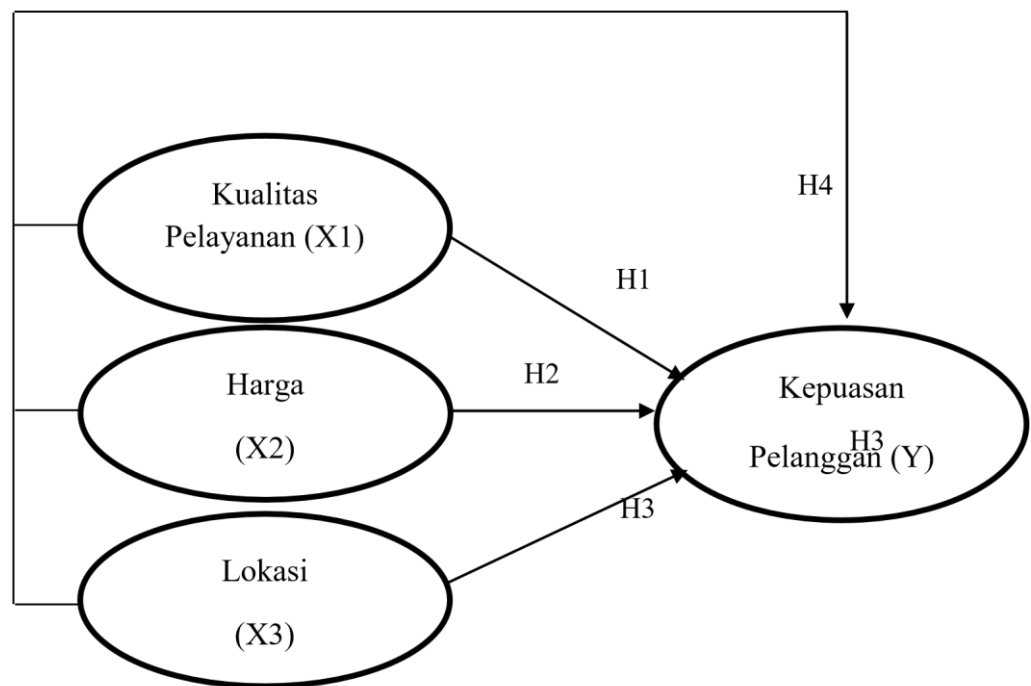 H4
Kualitas
Pelayanan (X1)
H1
Harga
(X2)
H2
Kepuasan
H3
Pelanggan (Y)
H3
Lokasi
(X3)